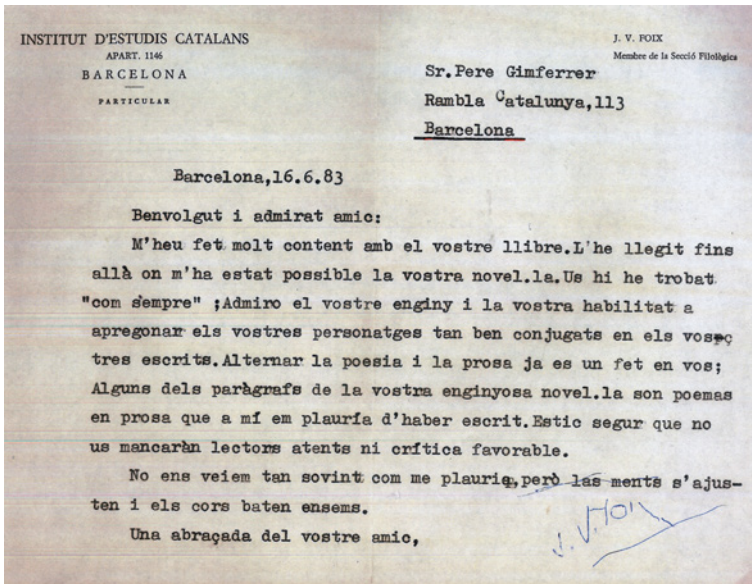 INSTITUT D'ESTUDIS CATALANS
APART. 1146
BARCELONA
PARTICULAR
J. V. FOIX
Membre de la Secció Filològica
Sr.Pere Gimferrer
Rambla Catalunya,113
Barcelona
Barcelona,16.6.83
Benvolgut i admirat amic:
M'heu fet molt content amb el vostre llibre.L'he llegit fins
allà on m'ha estat possible la vostra novel.la.Us hi he trobat
"com sempre" ;Admiro el vostre enginy i la vostra habilitat a
apregonar els vostres personatges tan ben conjugats en els vos
tres escrits.Alternar la poesia i la prosa ja es un fet en vos;
Alguns dels paràgrafs de la vostra enginyosa novel.la son poemas
en prosa que a mí em plauría d'haber escrit.Estic segur que no
us mancaràn lectors atents ni crítica favorable.
No ens veiem tan sovint com me plauria,però las ments s'ajus-
ten i els cors baten ensems.
Una abraçada del vostre amic,
J. V. Foix